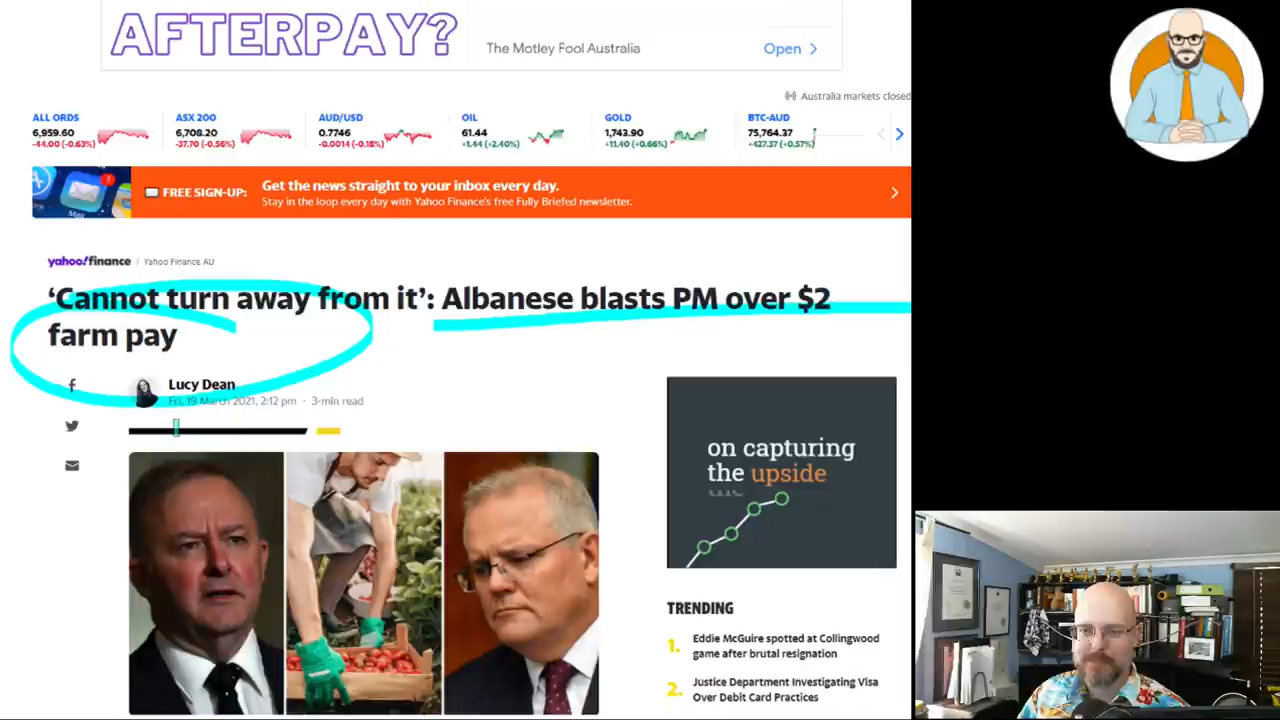 AFTERPAY?
The Motley Fool Australia
Open
Australia markets closed
ALL ORDS
6,959.60
-44.00 (-0.63%)
ASX 200
6,708.20
-37.70 (-0.56%)
AUD/USD
0.7746
-0.0014 (-0.18%)
OIL
61.44
+1.44 (+2.40%)
GOLD
1,743.90
+11.40 (+0.66%)
BTC-AUD
75,764.37
+427.37 (+0.57%)
FREE SIGN-UP:
Get the news straight to your inbox every day.
Stay in the loop every day with Yahoo Finance's free Fully Briefed newsletter.
yahoo!finance
Yahoo Finance AU
‘Cannot turn away from it’: Albanese blasts PM over $2
farm pay
Lucy Dean
Fri, 19 March 2021, 2:12 pm · 3-min read
on capturing
the upside
TRENDING
1. Eddie McGuire spotted at Collingwood
game after brutal resignation
2. Justice Department Investigating Visa
Over Debit Card Practices